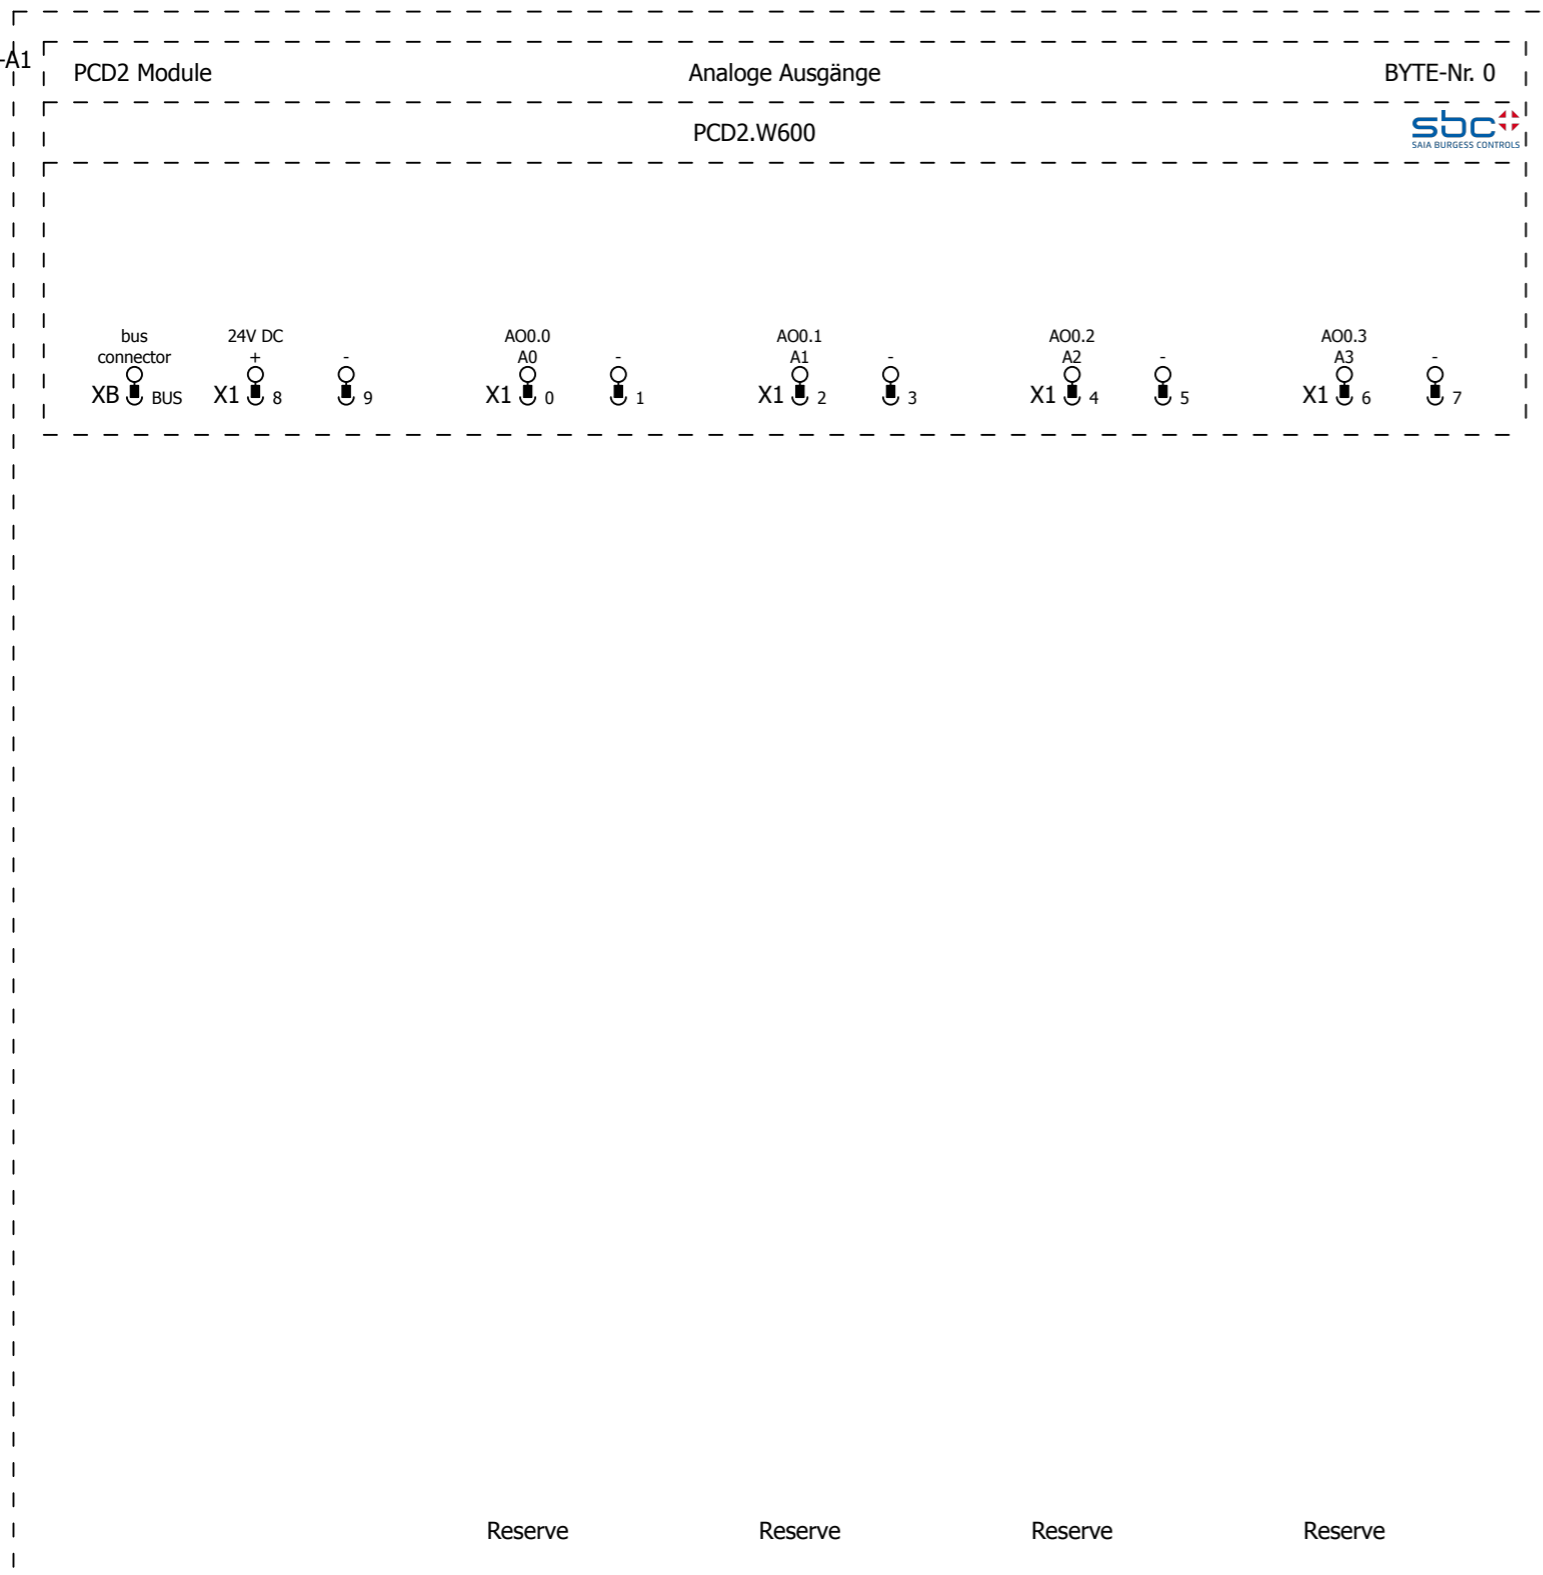 -A1
PCD2 Module Analoge Ausgänge BYTE-Nr. 0
PCD2.W600
sbc
SAIA BURGESS CONTROLS
bus 24V DC AO0.0 AO0.1 AO0.2 AO0.3
connector + - A0 - A1 - A2 - A3 -
XB BUS X1 8 9 X1 0 1 X1 2 3 X1 4 5 X1 6 7
Reserve Reserve Reserve Reserve